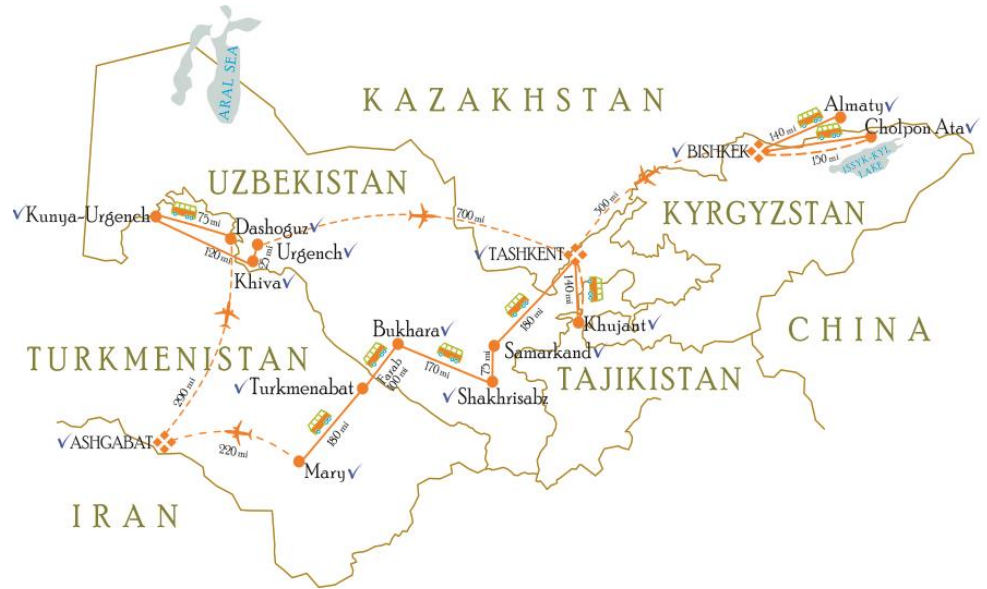 ARAL SEA
KAZAKHSTAN
Almaty
140 mi
Cholpon Ata
BISHKEK
150 mi
ISSYK-KYL
LAKE
UZBEKISTAN
300 mi
KYRGYZSTAN
Kunya-Urgench
75 mi
Dashoguz
700 mi
Urgench
TASHKENT
120 mi
Khiva
140 mi
180 mi
Khujant
CHINA
Bukhara
TURKMENISTAN
Samarkand
170 mi
75 mi
TAJIKISTAN
Farab
100 mi
Turkmenabat
Shakhrisabz
290 mi
180 mi
ASHGABAT
220 mi
Mary
IRAN